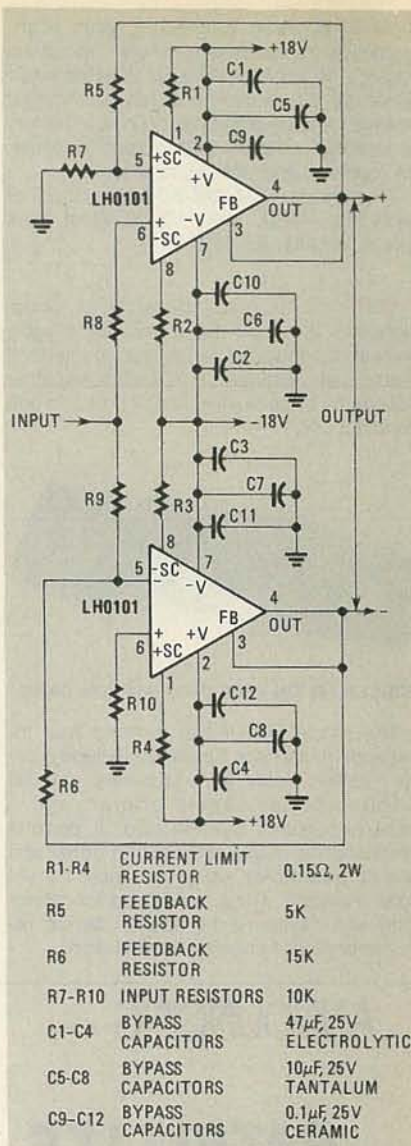 +18V
C1
R5
R1
C5
R7
C9
1
2
5
+SC
+V
-
4
LH0101
FB
OUT
+
+
-V
3
6
-SC
7
8
C10
R8
R2
C6
C2
INPUT
-18V
OUTPUT
C3
R9
R3
C7
C11
8
7
5
-SC
-V
-
4
LH0101
FB
OUT
-
+
+V
3
6
+SC
2
1
C12
R10
R4
C8
R6
C4
+18V
R1-R4 CURRENT LIMIT RESISTOR 0.15Ω, 2W
R5 FEEDBACK RESISTOR 5K
R6 FEEDBACK RESISTOR 15K
R7-R10 INPUT RESISTORS 10K
C1-C4 BYPASS CAPACITORS 47μF, 25V ELECTROLYTIC
C5-C8 BYPASS CAPACITORS 10μF, 25V TANTALUM
C9-C12 BYPASS CAPACITORS 0.1μF, 25V CERAMIC